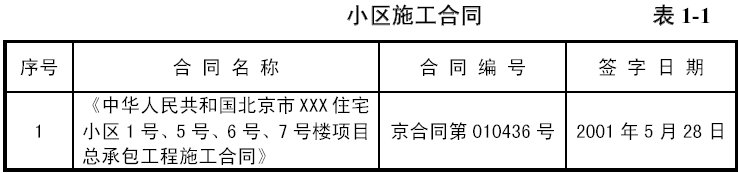 小区施工合同 表 1-1
序号 合同名称 合同编号 签字日期
1 《中华人民共和国北京市 XXX 住宅 京合同第 010436 号 2001 年 5 月 28 日
小区 1 号、5 号、6 号、7 号楼项目
总承包工程施工合同》